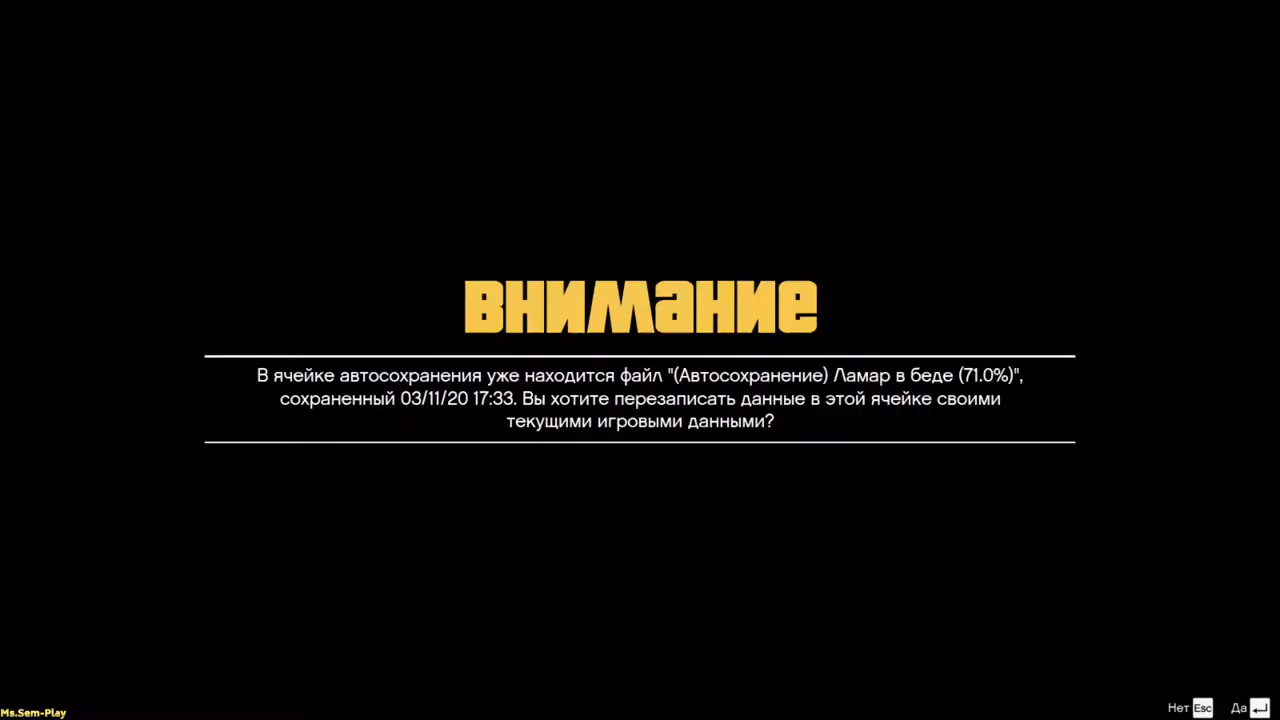 внимание
В ячейке автосохранения уже находится файл "(Автосохранение) Ламар в беде (71.0%)",
сохраненный 03/11/20 17:33. Вы хотите перезаписать данные в этой ячейке своими
текущими игровыми данными?
Ms.Sem-Play
Нет Esc Да